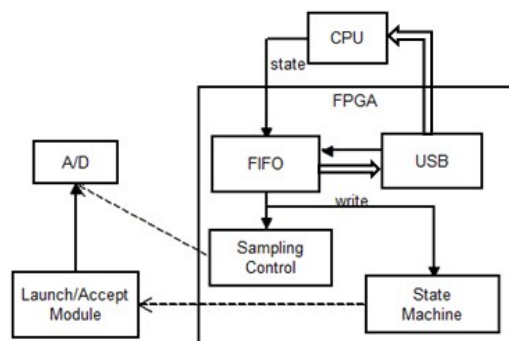 CPU
state
FPGA
A/D
FIFO
USB
write
Sampling
Control
Launch/Accept
Module
State
Machine